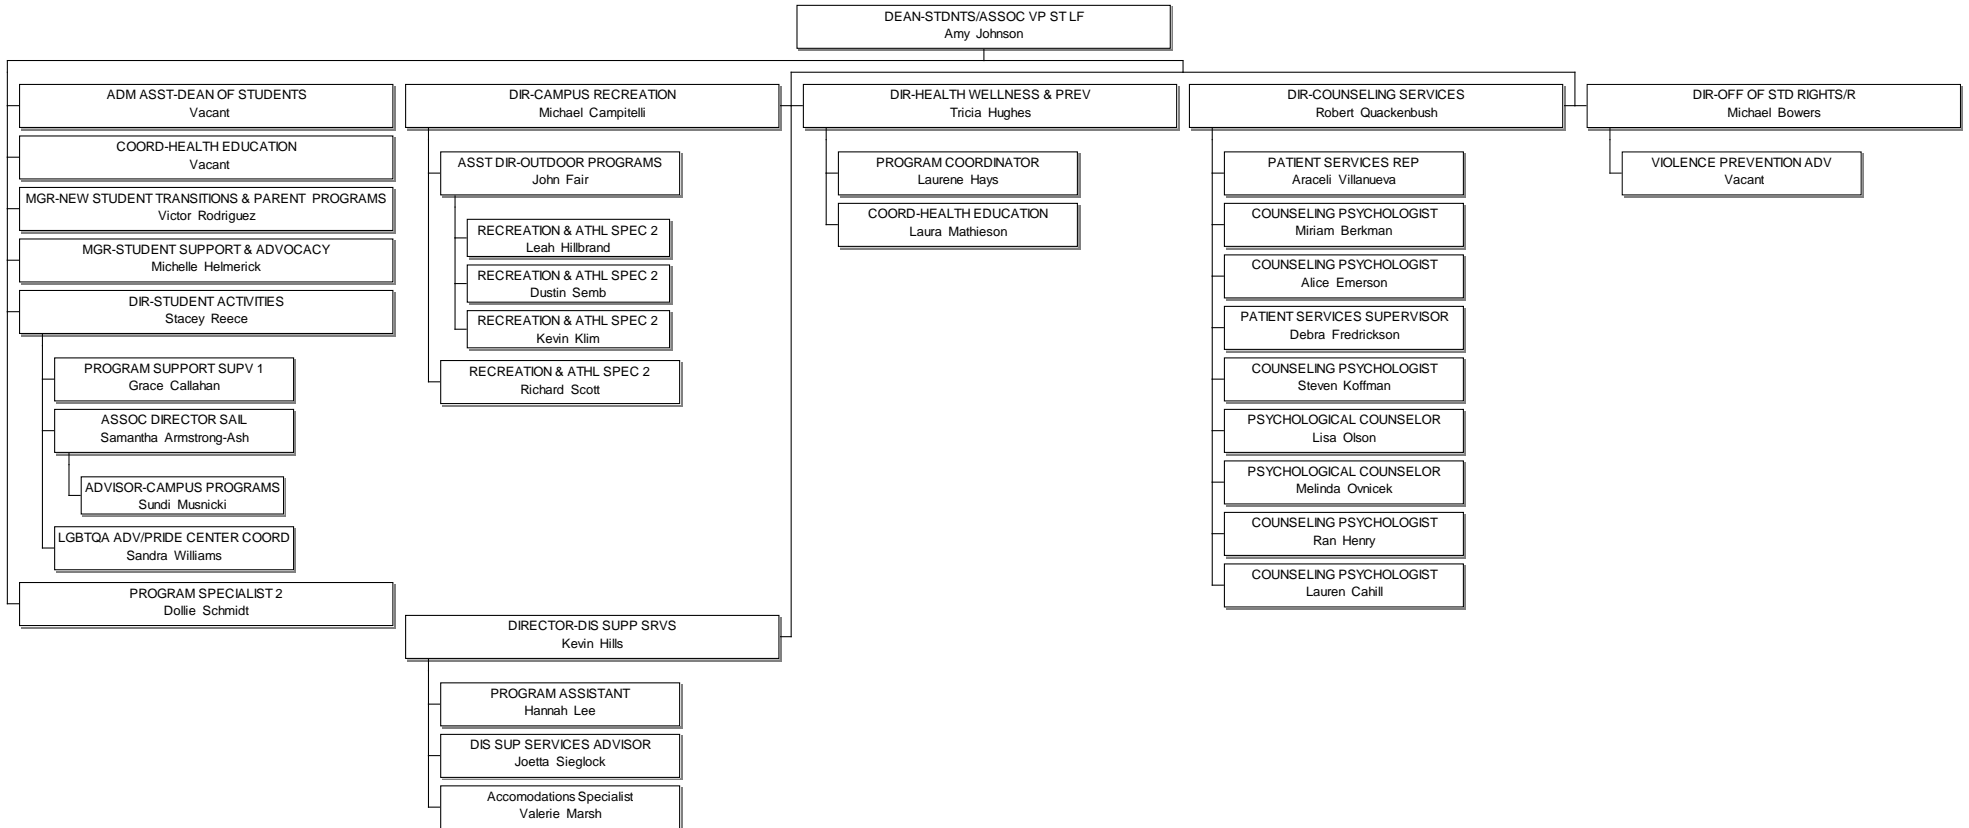 DEAN-STDNTS/ASSOC VP ST LF
Amy Johnson
ADM ASST-DEAN OF STUDENTS
Vacant
COORD-HEALTH EDUCATION
Vacant
MGR-NEW STUDENT TRANSITIONS & PARENT PROGRAMS
Victor Rodriguez
MGR-STUDENT SUPPORT & ADVOCACY
Michelle Helmerick
DIR-STUDENT ACTIVITIES
Stacey Reece
PROGRAM SUPPORT SUPV 1
Grace Callahan
ASSOC DIRECTOR SAIL
Samantha Armstrong-Ash
ADVISOR-CAMPUS PROGRAMS
Sundi Musnicki
LGBTQA ADV/PRIDE CENTER COORD
Sandra Williams
PROGRAM SPECIALIST 2
Dollie Schmidt
DIR-CAMPUS RECREATION
Michael Campitelli
ASST DIR-OUTDOOR PROGRAMS
John Fair
RECREATION & ATHL SPEC 2
Leah Hillbrand
RECREATION & ATHL SPEC 2
Dustin Semb
RECREATION & ATHL SPEC 2
Kevin Klim
RECREATION & ATHL SPEC 2
Richard Scott
DIRECTOR-DIS SUPP SRVS
Kevin Hills
PROGRAM ASSISTANT
Hannah Lee
DIS SUP SERVICES ADVISOR
Joetta Sieglock
Accomodations Specialist
Valerie Marsh
DIR-HEALTH WELLNESS & PREV
Tricia Hughes
PROGRAM COORDINATOR
Laurene Hays
COORD-HEALTH EDUCATION
Laura Mathieson
DIR-COUNSELING SERVICES
Robert Quackenbush
PATIENT SERVICES REP
Araceli Villanueva
COUNSELING PSYCHOLOGIST
Miriam Berkman
COUNSELING PSYCHOLOGIST
Alice Emerson
PATIENT SERVICES SUPERVISOR
Debra Fredrickson
COUNSELING PSYCHOLOGIST
Steven Koffman
PSYCHOLOGICAL COUNSELOR
Lisa Olson
PSYCHOLOGICAL COUNSELOR
Melinda Ovnicek
COUNSELING PSYCHOLOGIST
Ran Henry
COUNSELING PSYCHOLOGIST
Lauren Cahill
DIR-OFF OF STD RIGHTS/R
Michael Bowers
VIOLENCE PREVENTION ADV
Vacant